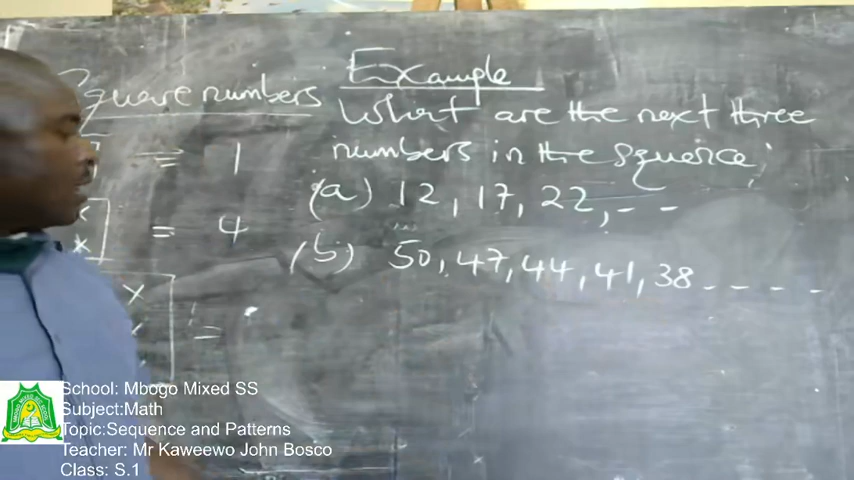 Square numbers
= 1
= 4
=
Example
What are the next three
numbers in the squence;
(a) 12, 17, 22, - -
(b) 50, 47, 44, 41, 38 - - - -
School: Mbogo Mixed SS
Subject:Math
Topic:Sequence and Patterns
Teacher: Mr Kaweewo John Bosco
Class: S.1